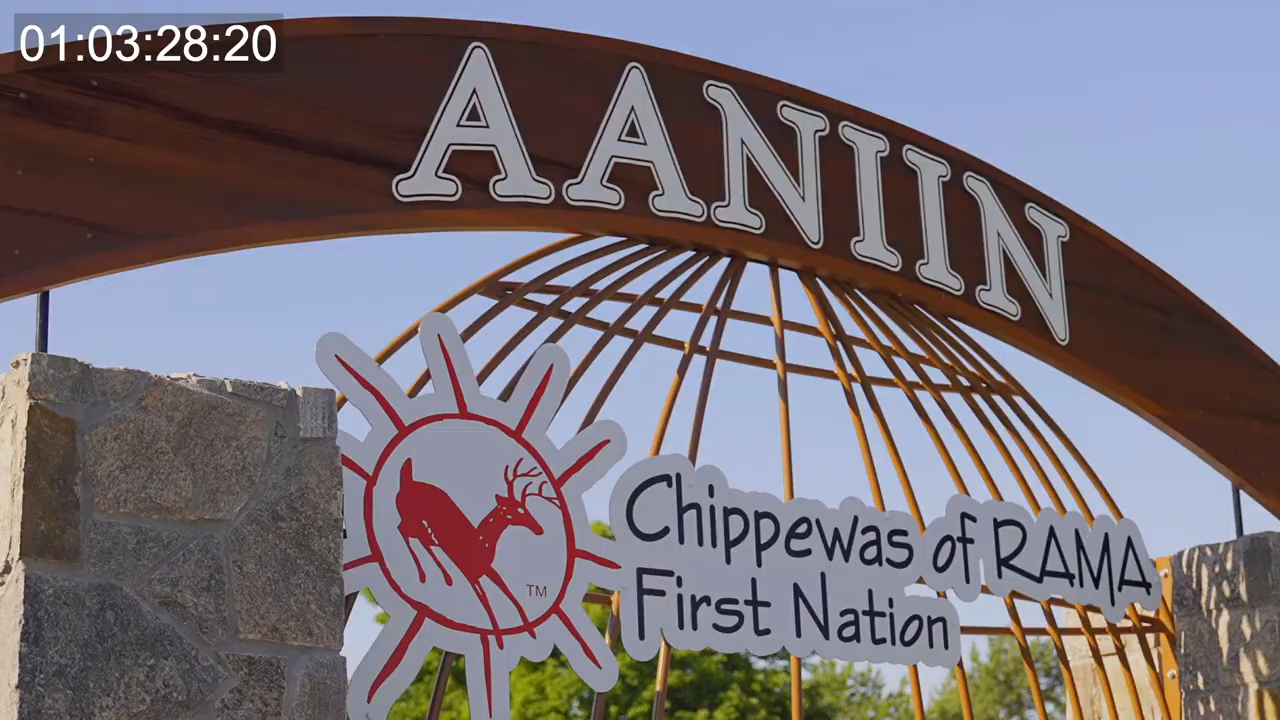 01:03:28:20
AANIIN
Chippewas of RAMA
First Nation
TM